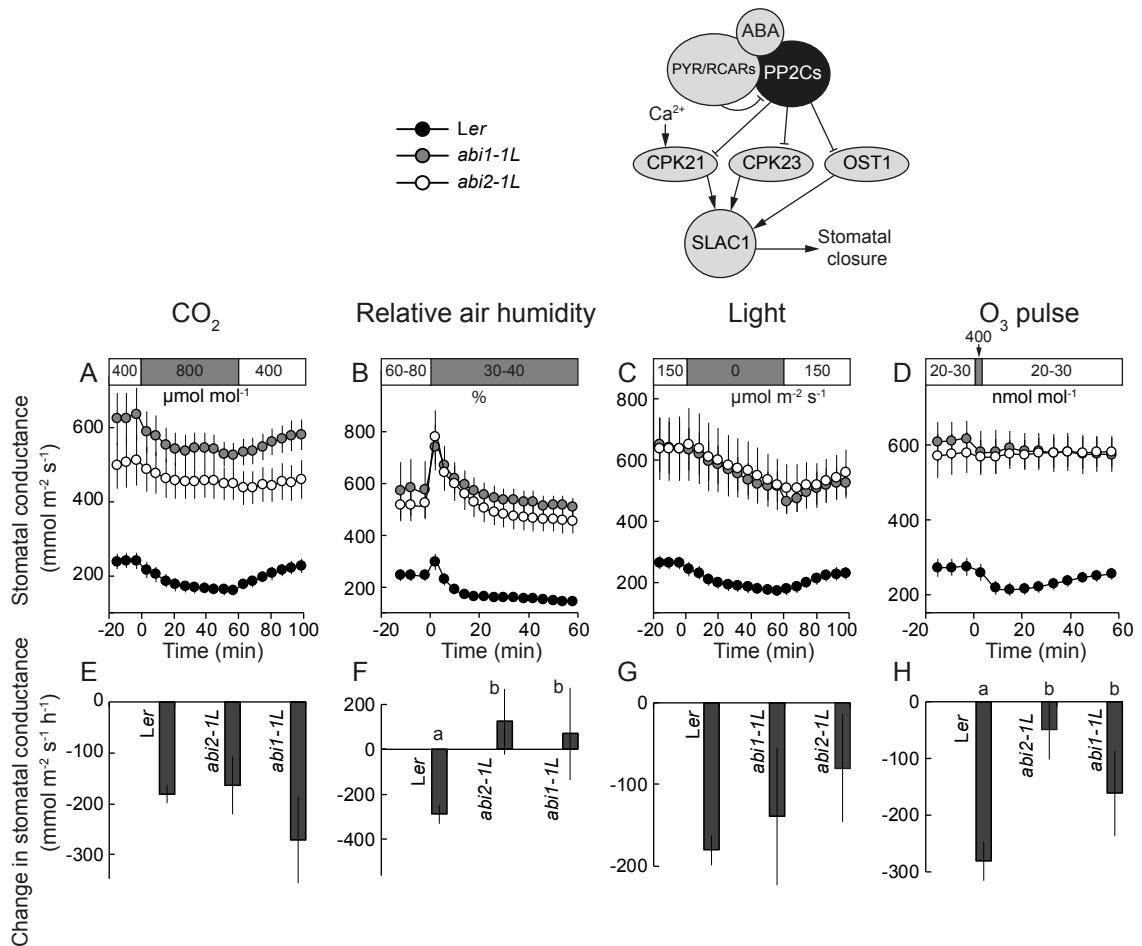 ABA
PYR/RCARs
PP2Cs
Ca²⁺
CPK21
CPK23
OST1
SLAC1
Stomatal
closure
Ler
abi1-1L
abi2-1L
CO₂
Relative air humidity
Light
O₃ pulse
A
400
800
400
µmol mol⁻¹
600
400
200
-20
0
20
40
60
80
100
Time (min)
B
60-80
30-40
%
800
600
400
200
-20
0
20
40
60
Time (min)
C
150
0
150
µmol m⁻² s⁻¹
800
600
400
200
-20
0
20
40
60
80
100
Time (min)
D
400
20-30
20-30
nmol mol⁻¹
800
600
400
200
-20
0
20
40
60
Time (min)
Stomatal conductance
(mmol m⁻² s⁻¹)
E
0
-100
-200
-300
Ler
abi2-1L
abi1-1L
F
200
0
-200
-400
a
b
b
Ler
abi2-1L
abi1-1L
G
0
-100
-200
Ler
abi1-1L
abi2-1L
H
0
-100
-200
-300
a
b
b
Ler
abi2-1L
abi1-1L
Change in stomatal conductance
(mmol m⁻² s⁻¹ h⁻¹)